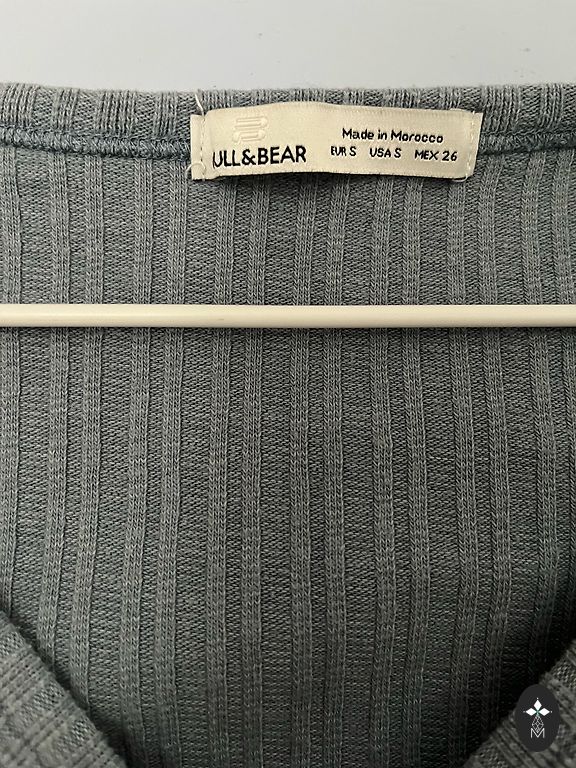 ULL&BEAR
Made in Morocco
EUR S USA S MEX 26
M